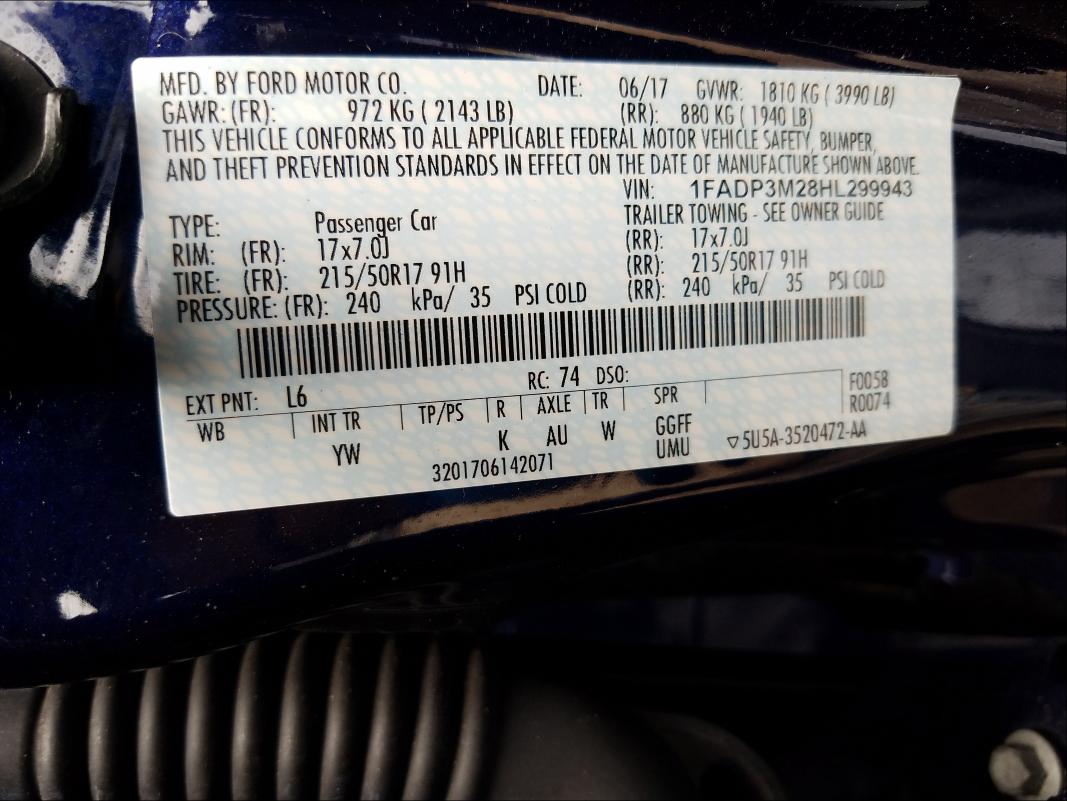 MFD. BY FORD MOTOR CO. DATE: 06/17 GVWR: 1810 KG ( 3990 LB)
GAWR: (FR): 972 KG ( 2143 LB) (RR): 880 KG ( 1940 LB)
THIS VEHICLE CONFORMS TO ALL APPLICABLE FEDERAL MOTOR VEHICLE SAFETY, BUMPER,
AND THEFT PREVENTION STANDARDS IN EFFECT ON THE DATE OF MANUFACTURE SHOWN ABOVE.
VIN: 1FADP3M28HL299943
TYPE: Passenger Car TRAILER TOWING - SEE OWNER GUIDE
RIM: (FR): 17x7.0J (RR): 17x7.0J
TIRE: (FR): 215/50R17 91H (RR): 215/50R17 91H
PRESSURE: (FR): 240 kPa/ 35 PSI COLD (RR): 240 kPa/ 35 PSI COLD
EXT PNT: L6 RC: 74 DSO: F0058
WB INT TR TP/PS R AXLE TR SPR R0074
YW K AU W GGFF
UMU ▽5U5A-3520472-AA
3201706142071